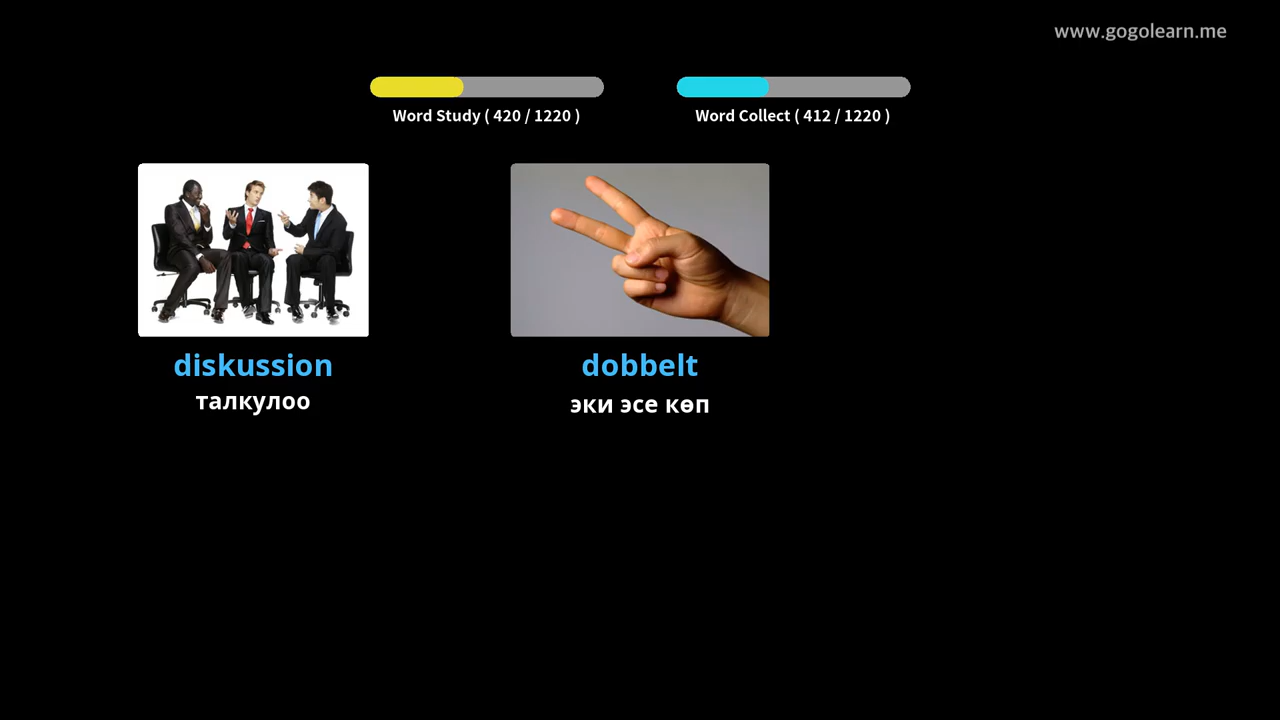 www.gogolearn.me
Word Study ( 420 / 1220 )
Word Collect ( 412 / 1220 )
diskussion
талкулоо
dobbelt
эки эсе көп